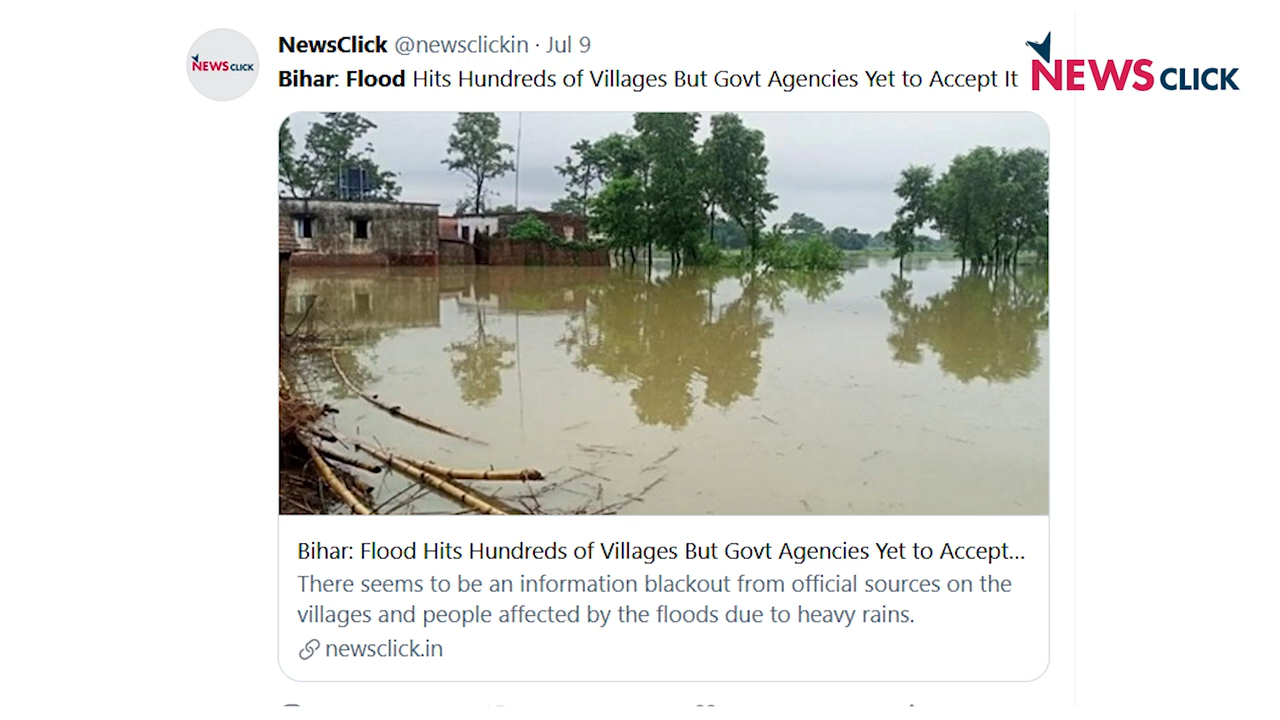 NewsClick @newsclickin · Jul 9
NEWSCLICK
Bihar: Flood Hits Hundreds of Villages But Govt Agencies Yet to Accept It
NEWS CLICK
Bihar: Flood Hits Hundreds of Villages But Govt Agencies Yet to Accept...
There seems to be an information blackout from official sources on the
villages and people affected by the floods due to heavy rains.
newsclick.in